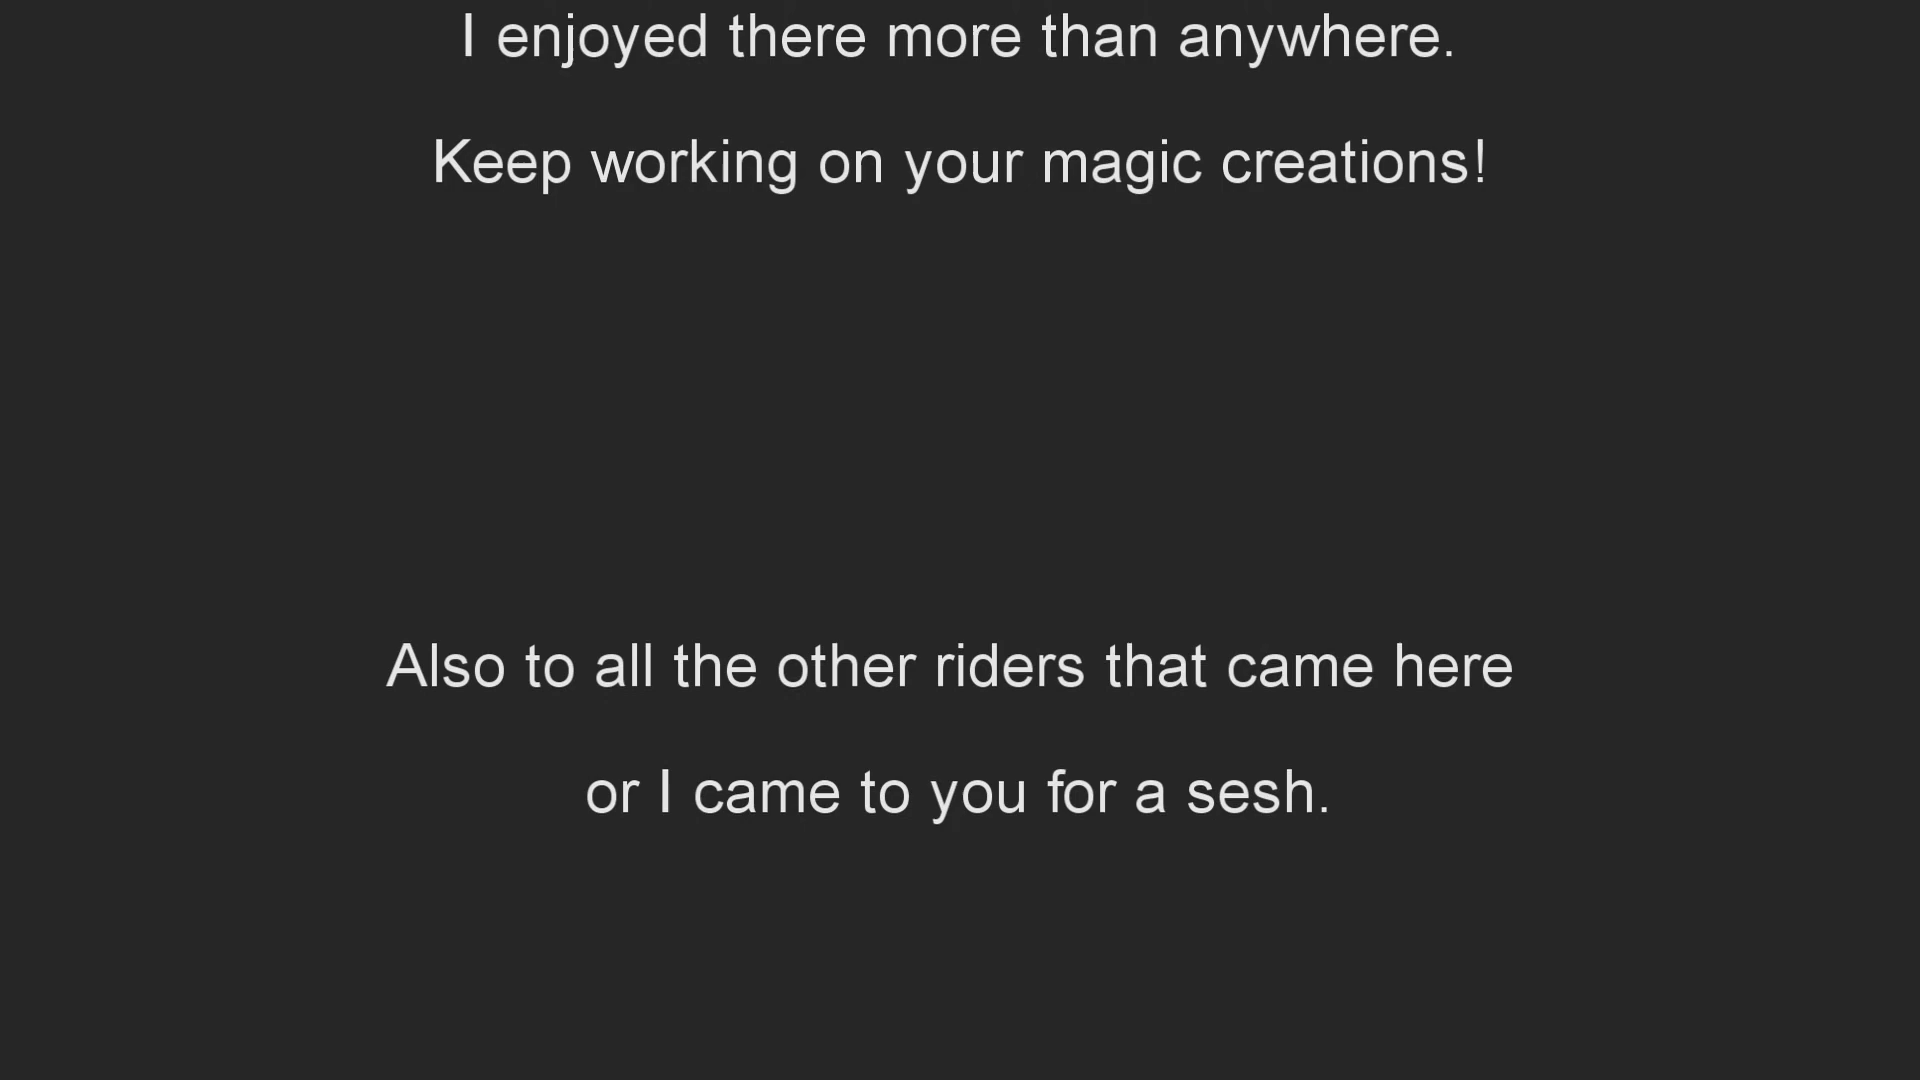 I enjoyed there more than anywhere.
Keep working on your magic creations!
Also to all the other riders that came here
or I came to you for a sesh.